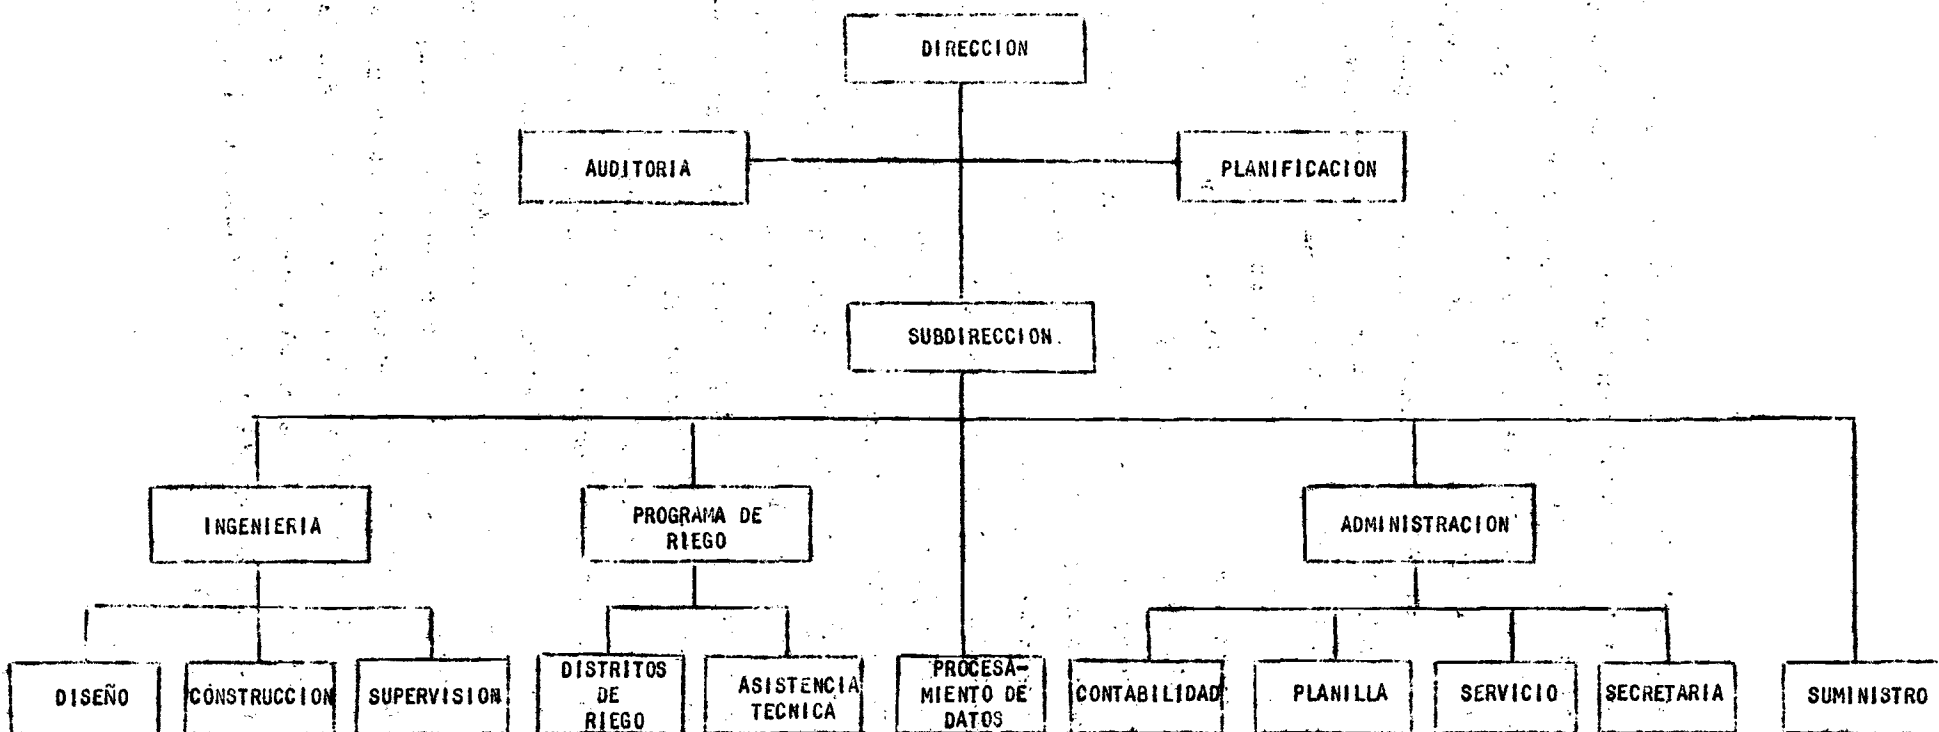 DIRECCION
AUDITORIA
PLANIFICACION
SUBDIRECCION
INGENIERIA
PROGRAMA DE
RIEGO
ADMINISTRACION
DISEÑO
CONSTRUCCION
SUPERVISION
DISTRITOS
DE
RIEGO
ASISTENCIA
TECNICA
PROCESA-
MIENTO DE
DATOS
CONTABILIDAD
PLANILLA
SERVICIO
SECRETARIA
SUMINISTRO